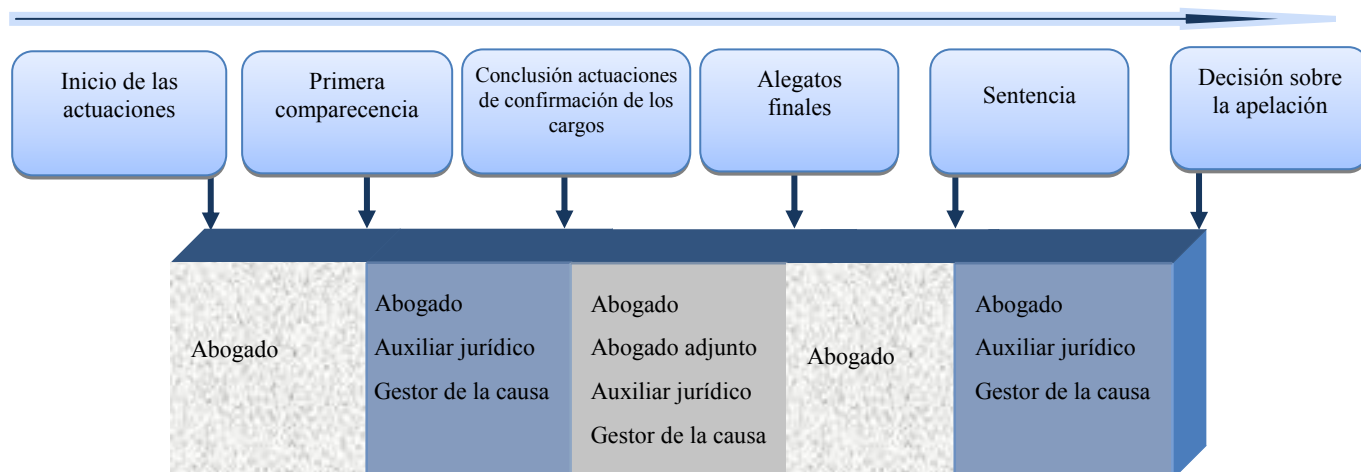 Inicio de las
actuaciones
Primera
comparecencia
Conclusión actuaciones
de confirmación de los
cargos
Alegatos
finales
Sentencia
Decisión sobre
la apelación
Abogado
Abogado
Auxiliar jurídico
Gestor de la causa
Abogado
Abogado adjunto
Auxiliar jurídico
Gestor de la causa
Abogado
Abogado
Auxiliar jurídico
Gestor de la causa